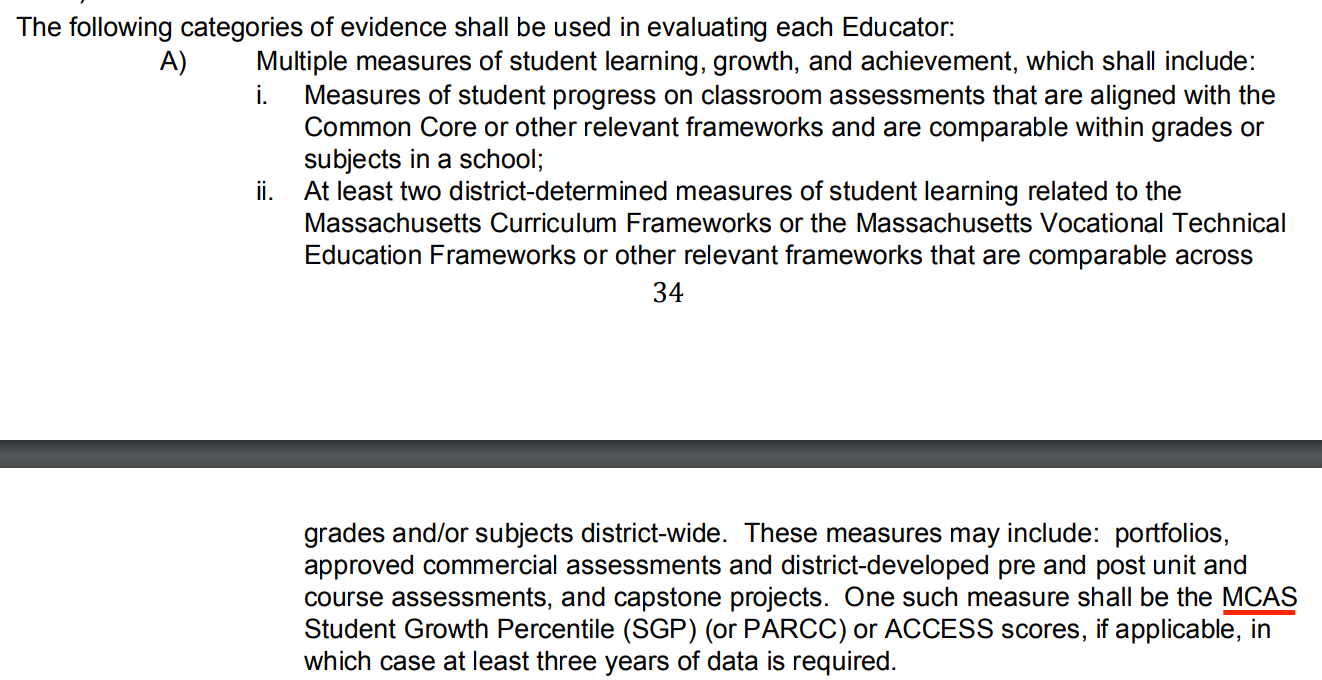 The following categories of evidence shall be used in evaluating each Educator:
A) Multiple measures of student learning, growth, and achievement, which shall include:
i. Measures of student progress on classroom assessments that are aligned with the
Common Core or other relevant frameworks and are comparable within grades or
subjects in a school;
ii. At least two district-determined measures of student learning related to the
Massachusetts Curriculum Frameworks or the Massachusetts Vocational Technical
Education Frameworks or other relevant frameworks that are comparable across
34
grades and/or subjects district-wide. These measures may include: portfolios,
approved commercial assessments and district-developed pre and post unit and
course assessments, and capstone projects. One such measure shall be the MCAS
Student Growth Percentile (SGP) (or PARCC) or ACCESS scores, if applicable, in
which case at least three years of data is required.